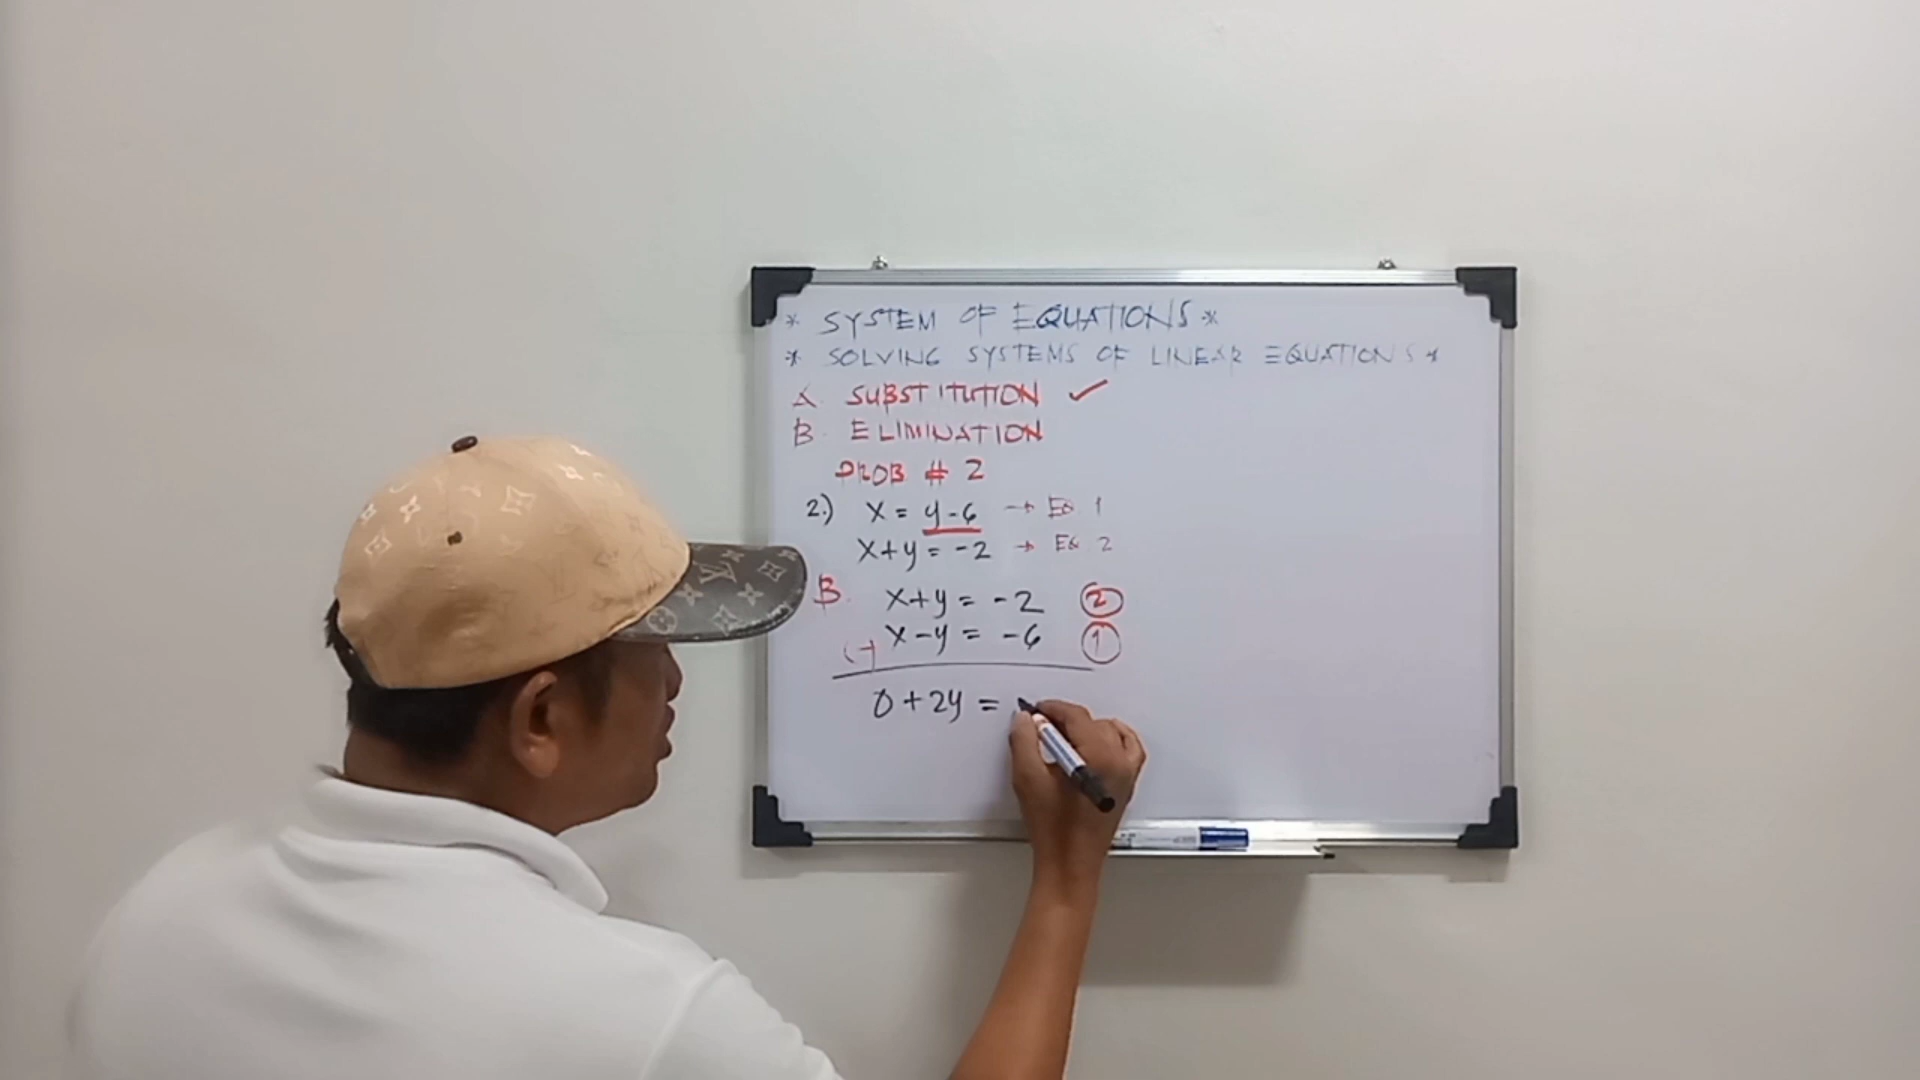 * SYSTEM OF EQUATIONS *
* SOLVING SYSTEMS OF LINEAR EQUATIONS *
A. SUBSTITUTION ✓
B. ELIMINATION
PROB # 2
2.) x = y - 6 → EQ 1
x + y = -2 → EQ 2
B. x + y = -2 ②
(-) x - y = -6 ①
0 + 2y =